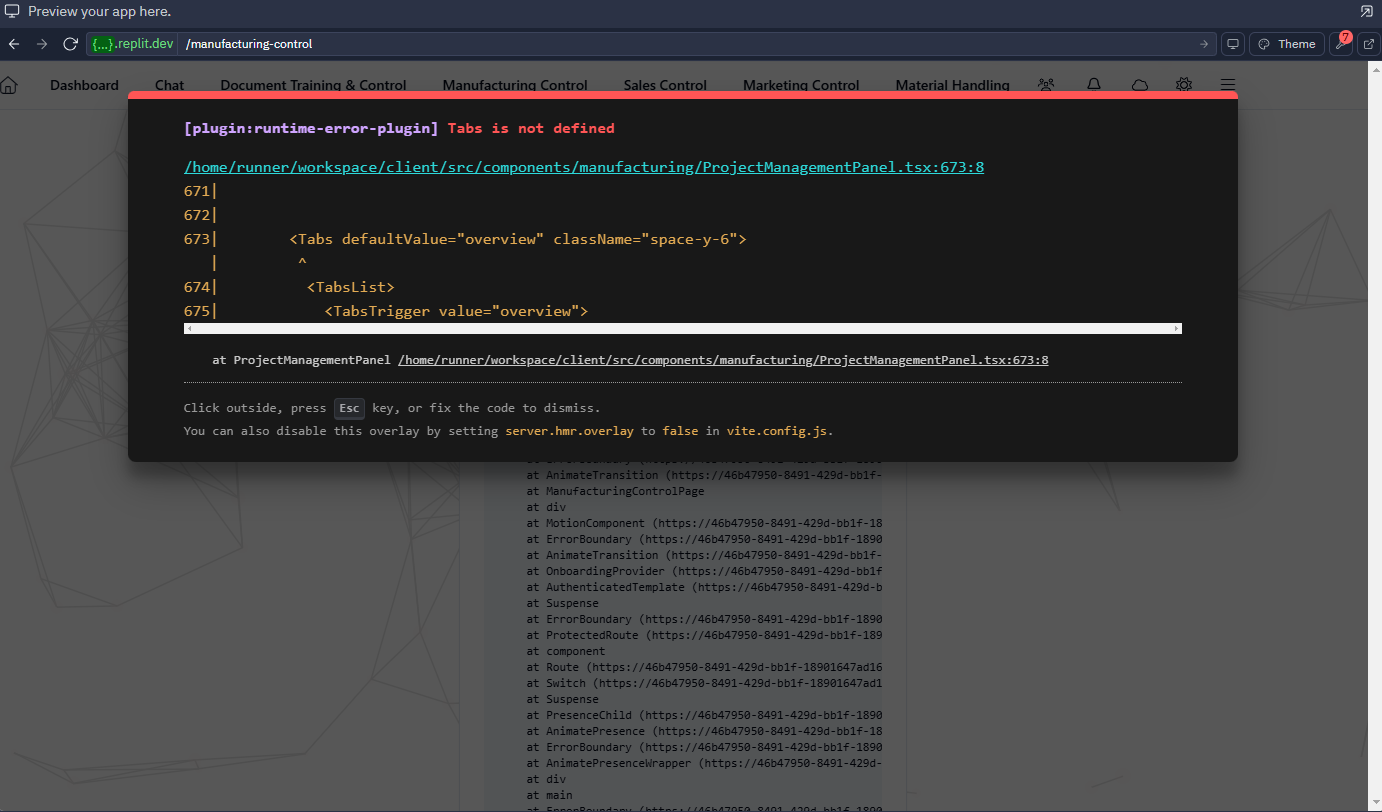 Preview your app here.
{...}.replit.dev /manufacturing-control
Theme
7
Dashboard Chat Document Training & Control Manufacturing Control Sales Control Marketing Control Material Handling
[plugin:runtime-error-plugin] Tabs is not defined
/home/runner/workspace/client/src/components/manufacturing/ProjectManagementPanel.tsx:673:8
671|
672|
673| <Tabs defaultValue="overview" className="space-y-6">
| ^
674| <TabsList>
675| <TabsTrigger value="overview">
at ProjectManagementPanel /home/runner/workspace/client/src/components/manufacturing/ProjectManagementPanel.tsx:673:8
Click outside, press Esc key, or fix the code to dismiss.
You can also disable this overlay by setting server.hmr.overlay to false in vite.config.js.
at AnimateTransition (https://46b47950-8491-429d-bb1f-
at ManufacturingControlPage
at div
at MotionComponent (https://46b47950-8491-429d-bb1f-18
at ErrorBoundary (https://46b47950-8491-429d-bb1f-1890
at AnimateTransition (https://46b47950-8491-429d-bb1f-
at OnboardingProvider (https://46b47950-8491-429d-bb1f
at AuthenticatedTemplate (https://46b47950-8491-429d-b
at Suspense
at ErrorBoundary (https://46b47950-8491-429d-bb1f-1890
at ProtectedRoute (https://46b47950-8491-429d-bb1f-189
at component
at Route (https://46b47950-8491-429d-bb1f-18901647ad16
at Switch (https://46b47950-8491-429d-bb1f-18901647ad1
at Suspense
at PresenceChild (https://46b47950-8491-429d-bb1f-1890
at AnimatePresence (https://46b47950-8491-429d-bb1f-18
at ErrorBoundary (https://46b47950-8491-429d-bb1f-1890
at AnimatePresenceWrapper (https://46b47950-8491-429d-
at div
at main
at ErrorBoundary (https://46b47950-8491-429d-bb1f-1890